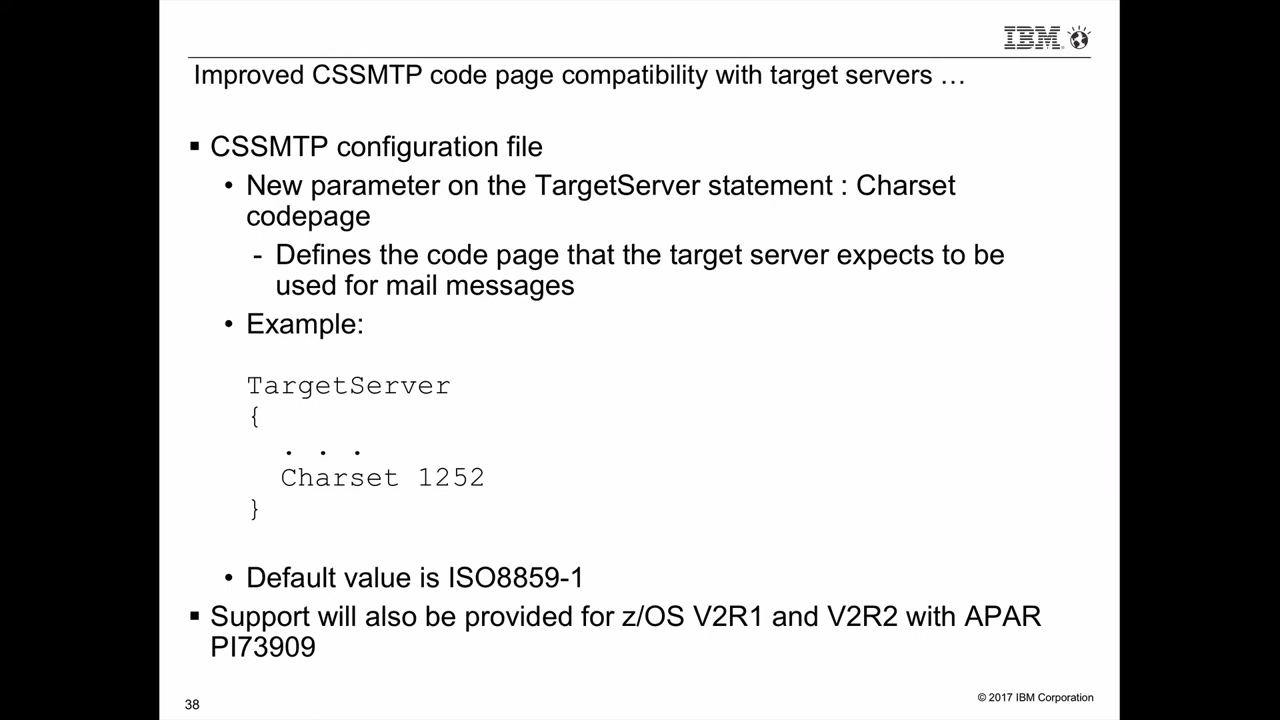 IBM
Improved CSSMTP code page compatibility with target servers …
▪ CSSMTP configuration file
• New parameter on the TargetServer statement : Charset
codepage
- Defines the code page that the target server expects to be
used for mail messages
• Example:
TargetServer
{
. . .
Charset 1252
}
• Default value is ISO8859-1
▪ Support will also be provided for z/OS V2R1 and V2R2 with APAR
PI73909
38
© 2017 IBM Corporation